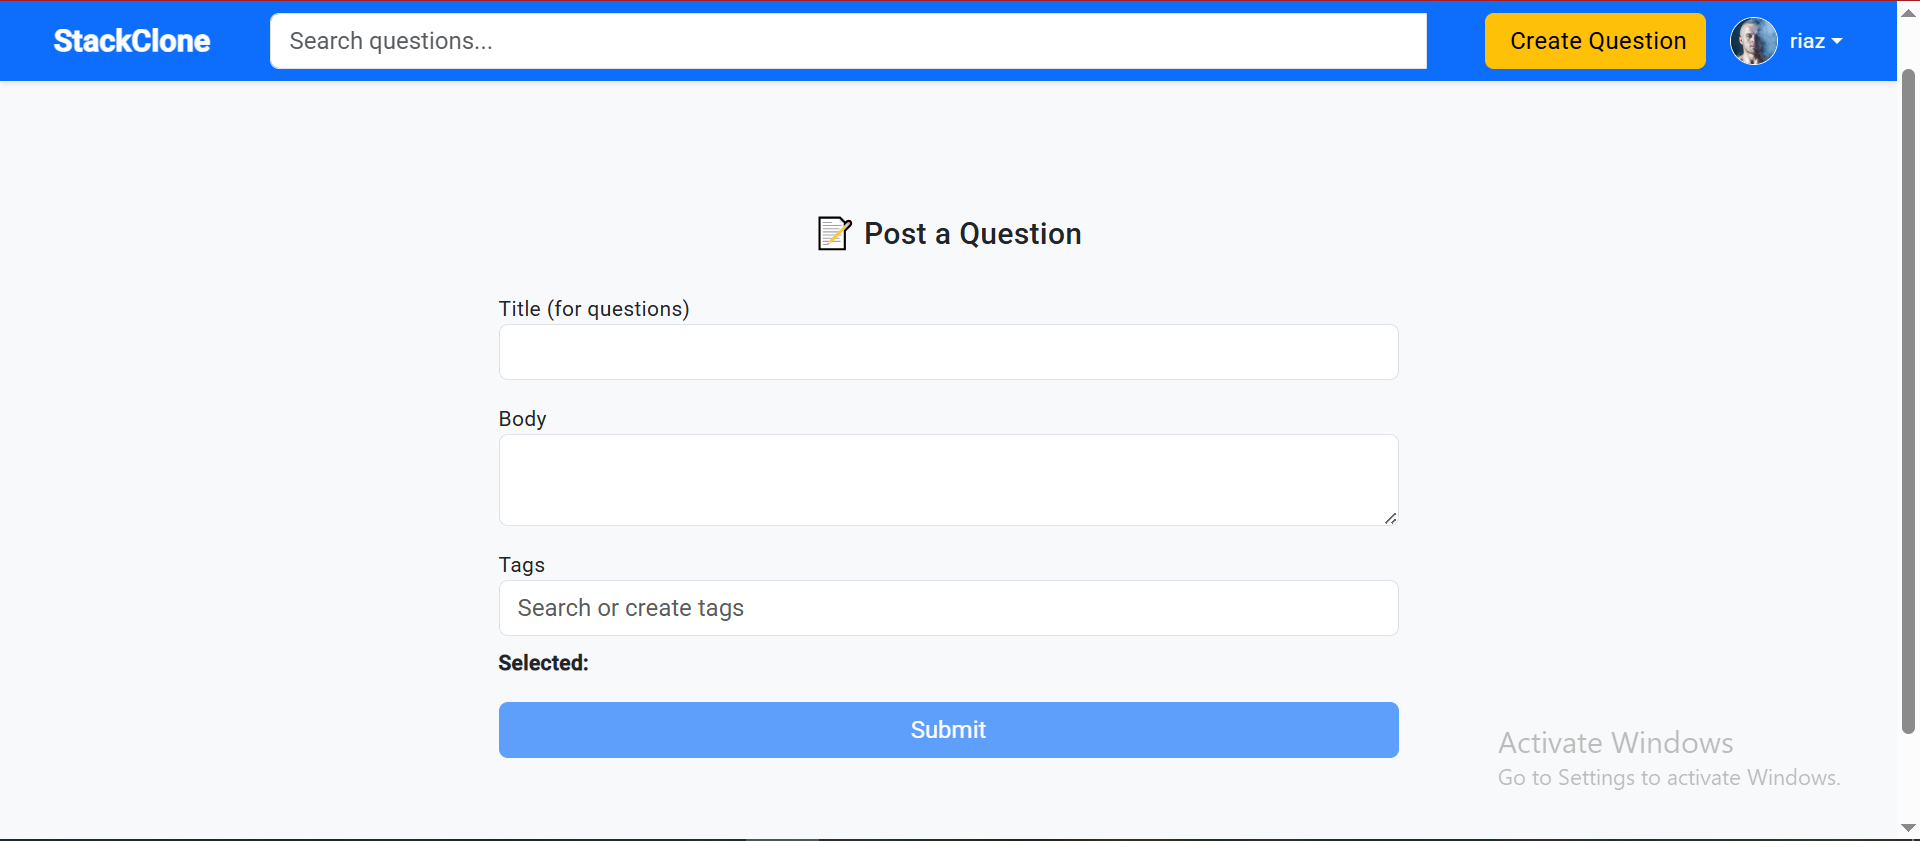 StackClone
Search questions...
Create Question
riaz
Post a Question
Title (for questions)
Body
Tags
Search or create tags
Selected:
Submit
Activate Windows
Go to Settings to activate Windows.